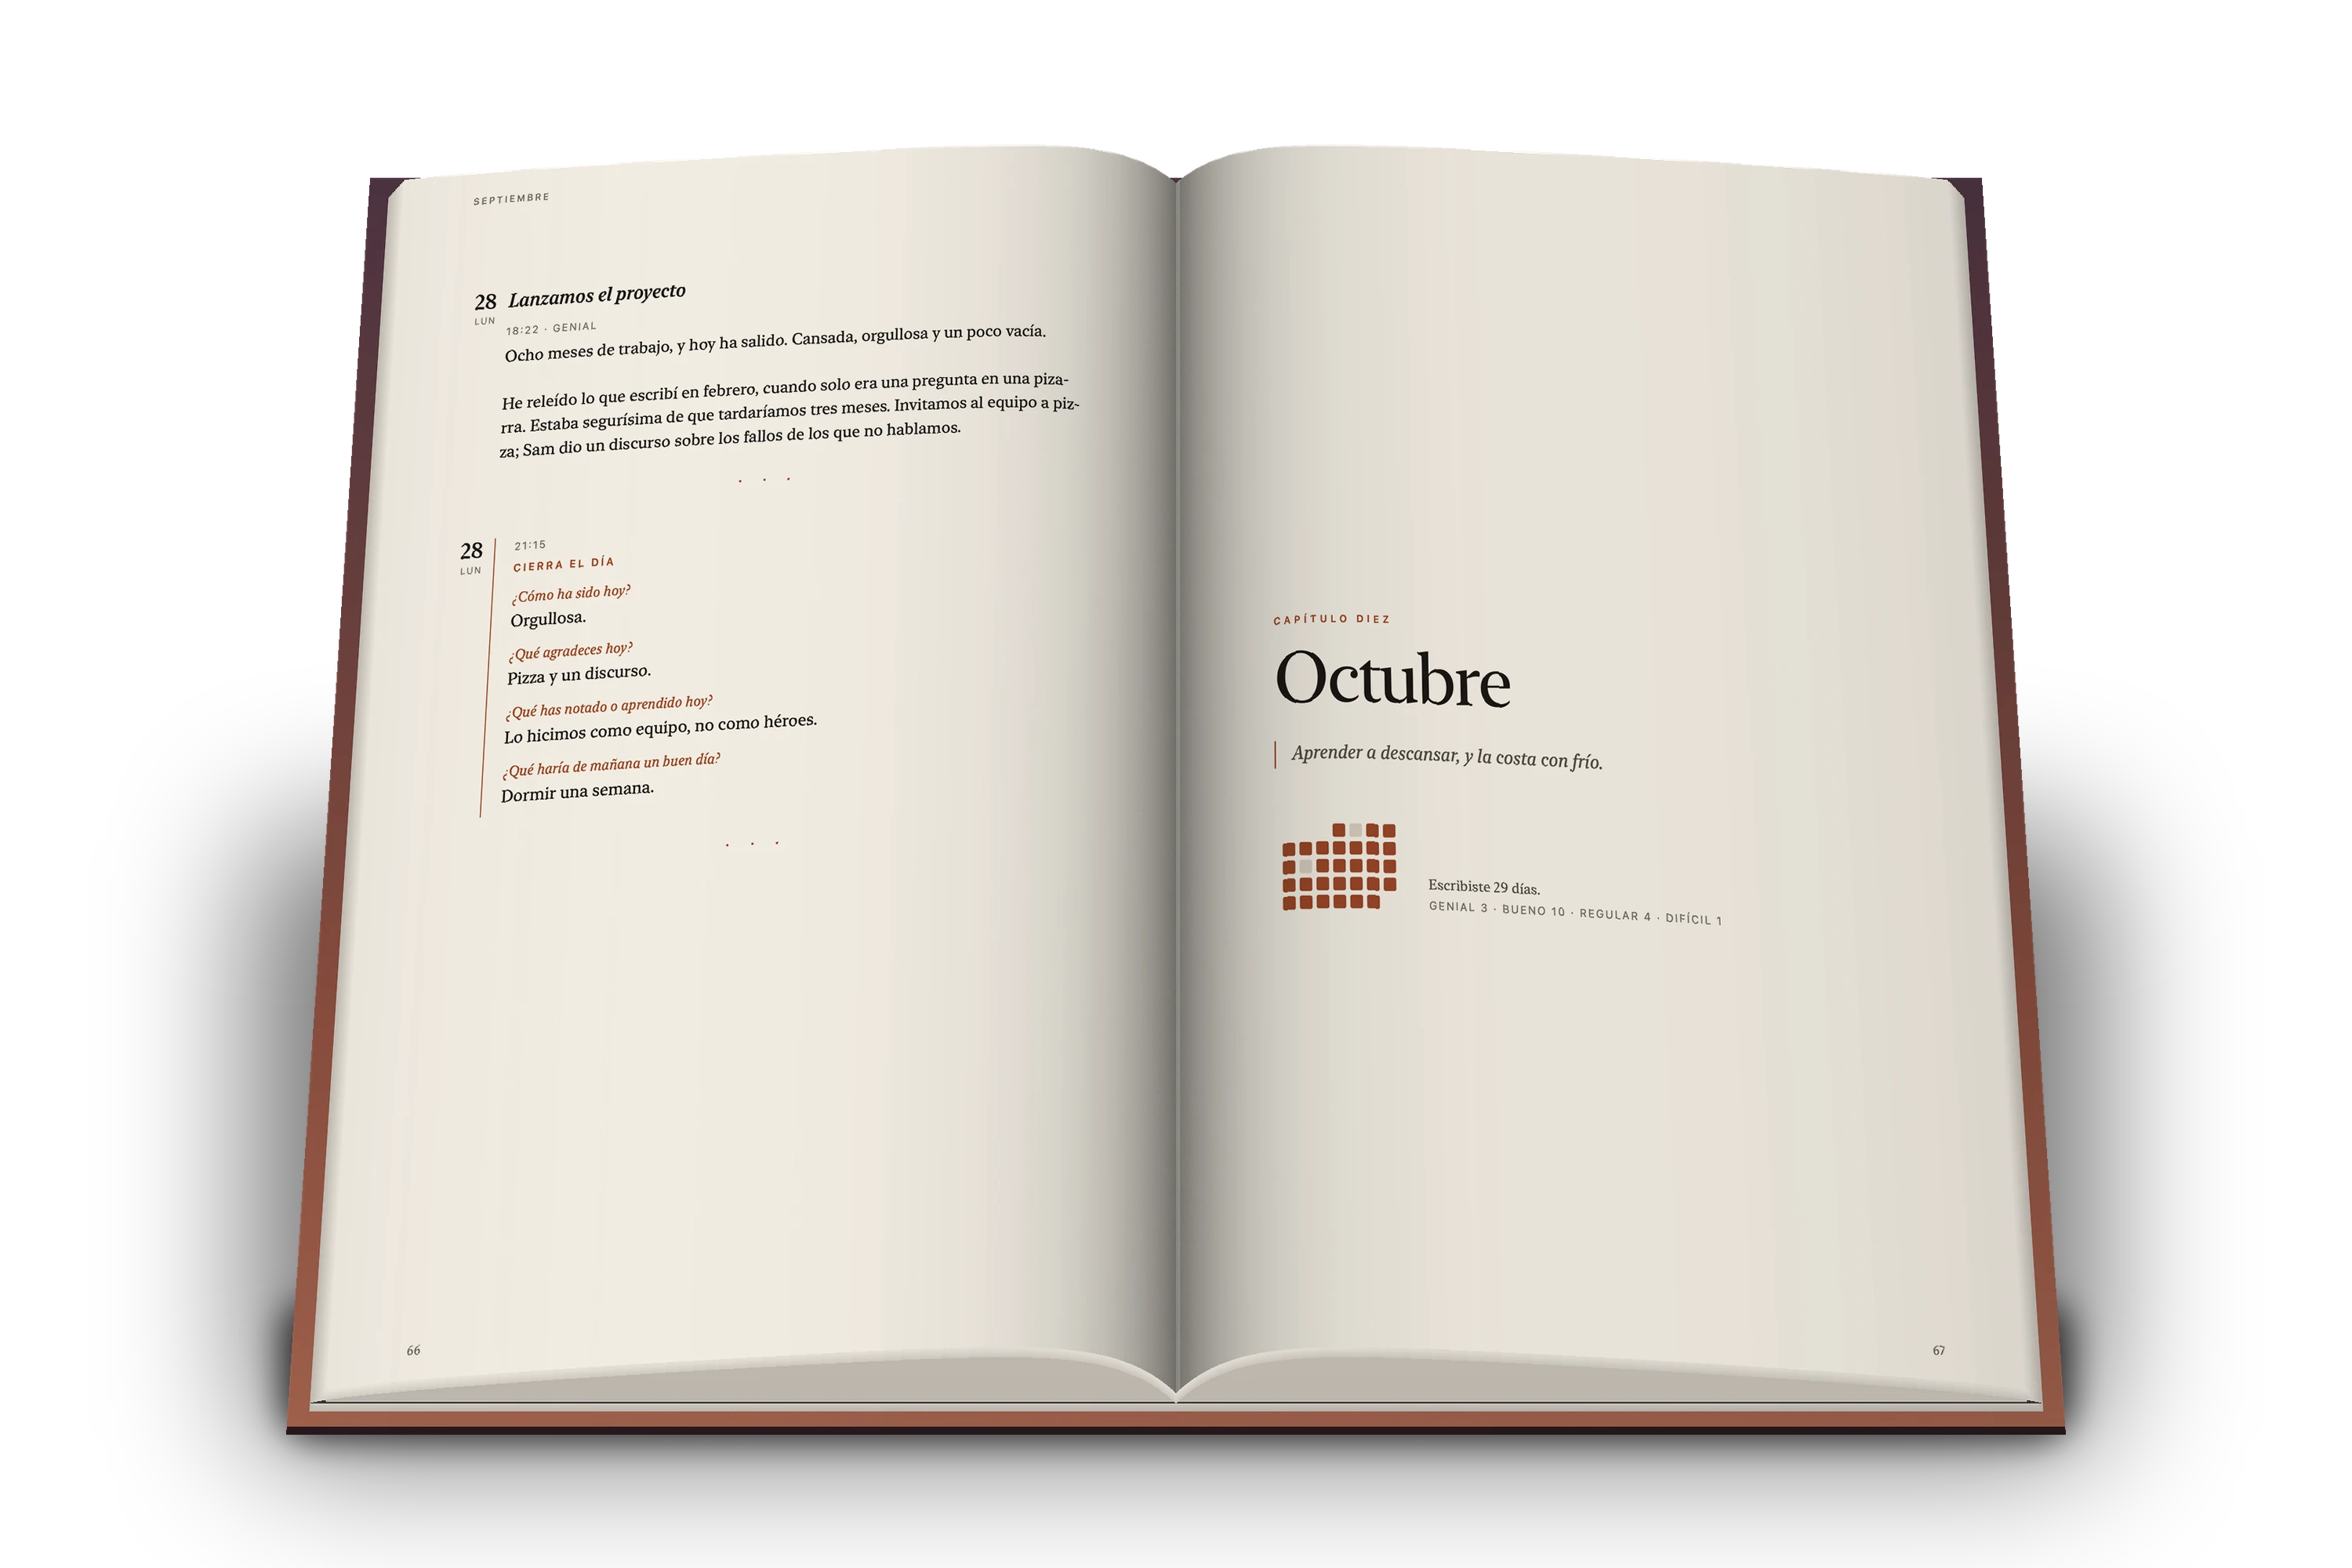 SEPTIEMBRE
28 Lanzamos el proyecto
LUN 18:22 · GENIAL
Ocho meses de trabajo, y hoy ha salido. Cansada, orgullosa y un poco vacía.
He releído lo que escribí en febrero, cuando solo era una pregunta en una piza-
rra. Estaba segurísima de que tardaríamos tres meses. Invitamos al equipo a piz-
za; Sam dio un discurso sobre los fallos de los que no hablamos.
. . .
28 21:15
LUN
CIERRA EL DÍA
¿Cómo ha sido hoy?
Orgullosa.
¿Qué agradeces hoy?
Pizza y un discurso.
¿Qué has notado o aprendido hoy?
Lo hicimos como equipo, no como héroes.
¿Qué haría de mañana un buen día?
Dormir una semana.
. . .
66
CAPÍTULO DIEZ
Octubre
Aprender a descansar, y la costa con frío.
Escribiste 29 días.
GENIAL 3 · BUENO 10 · REGULAR 4 · DIFÍCIL 1
67